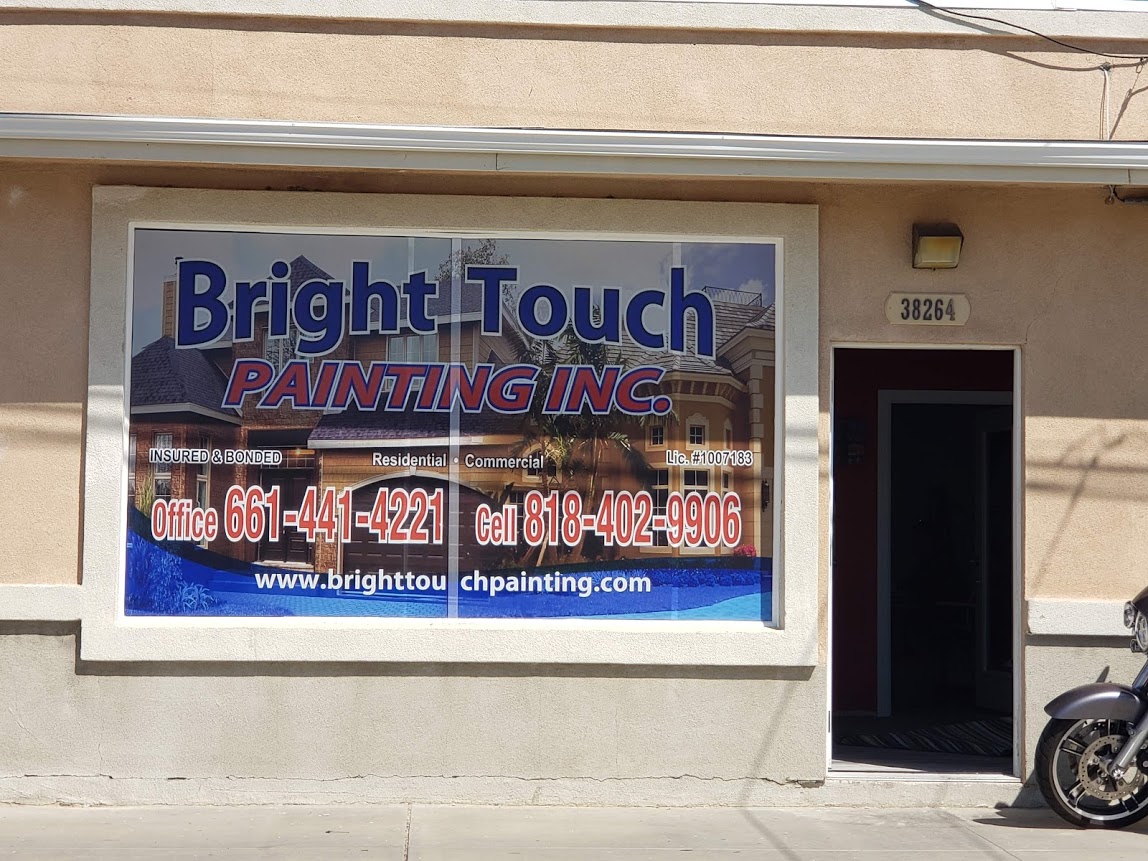 Bright Touch
PAINTING INC.
INSURED & BONDED Residential • Commercial Lic. #1007183
Office 661-441-4221 Cell 818-402-9906
www.brighttouchpainting.com
38264